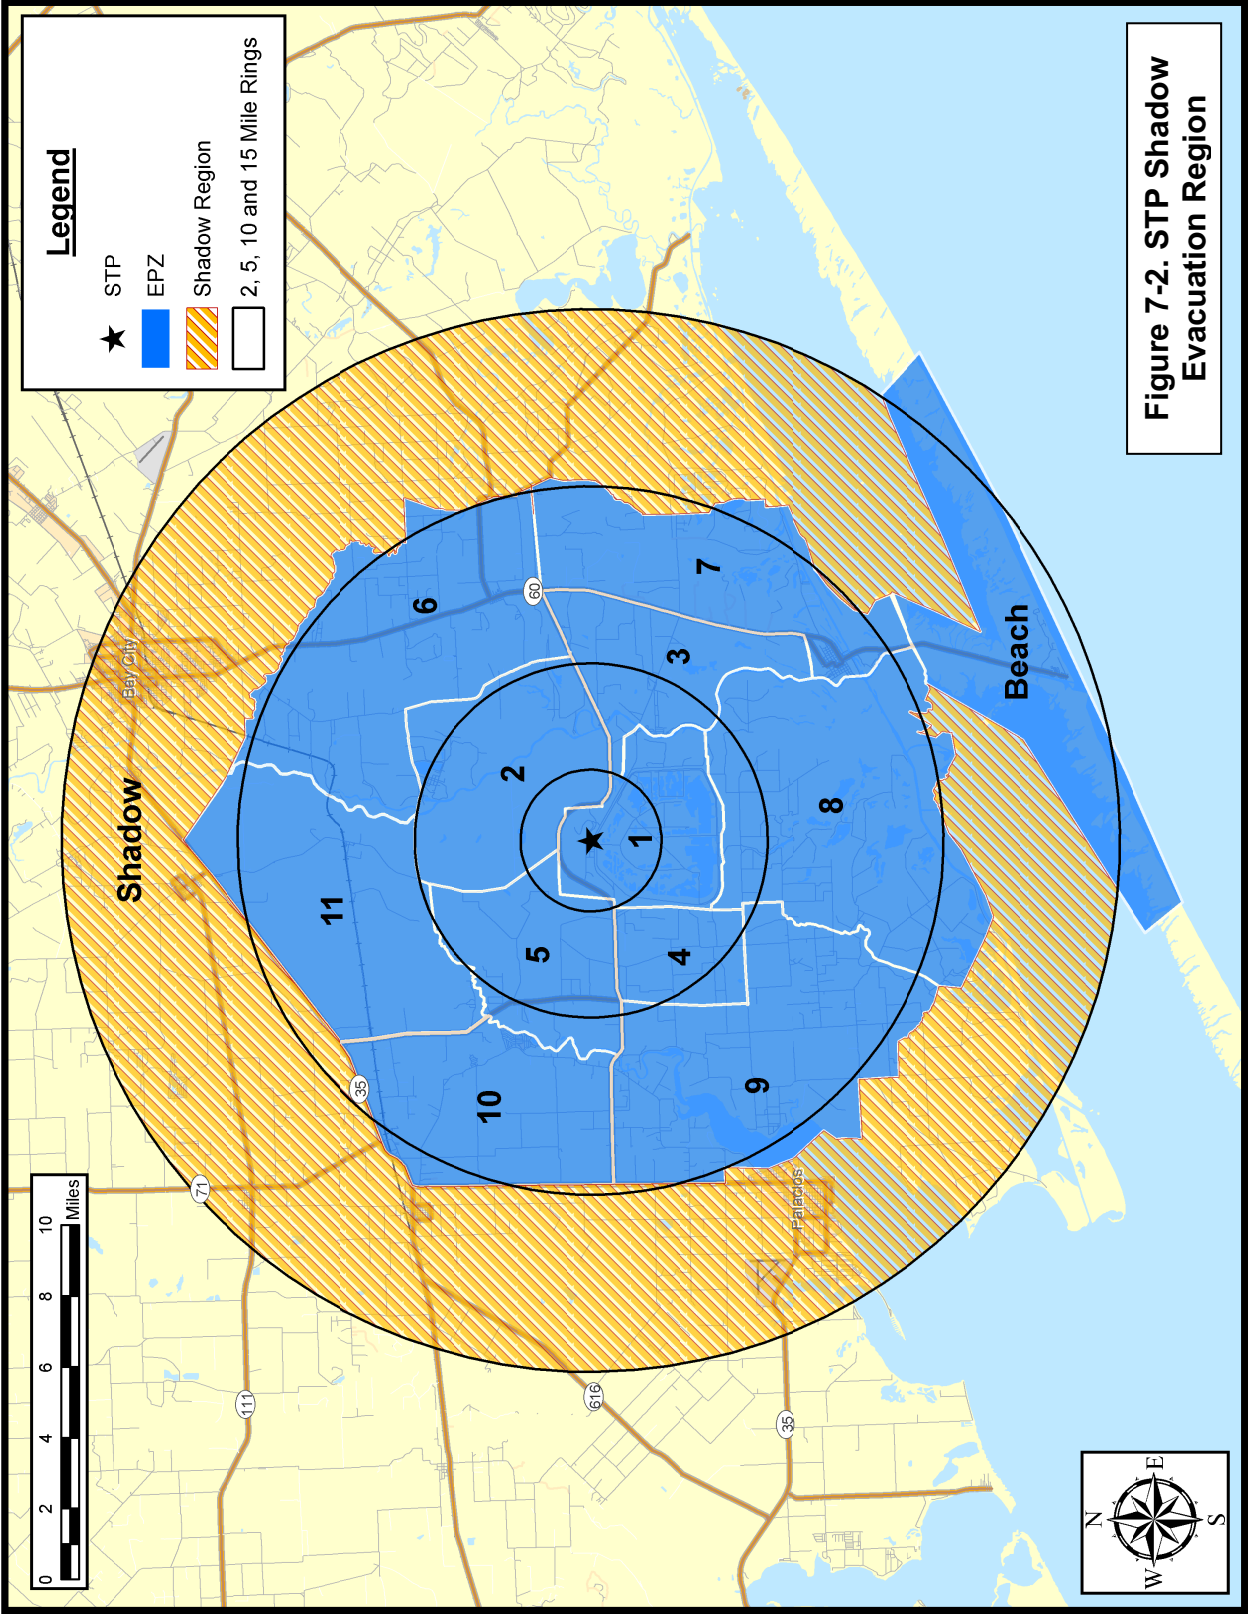 Legend
STP
EPZ
Shadow Region
2, 5, 10 and 15 Mile Rings
Figure 7-2. STP Shadow
Evacuation Region
0 2 4 6 8 10
Miles
71
111
35
616
35
60
Bay City
Palacios
Shadow
11
10
6
2
5
1
4
3
7
8
9
Beach
N
W E
S